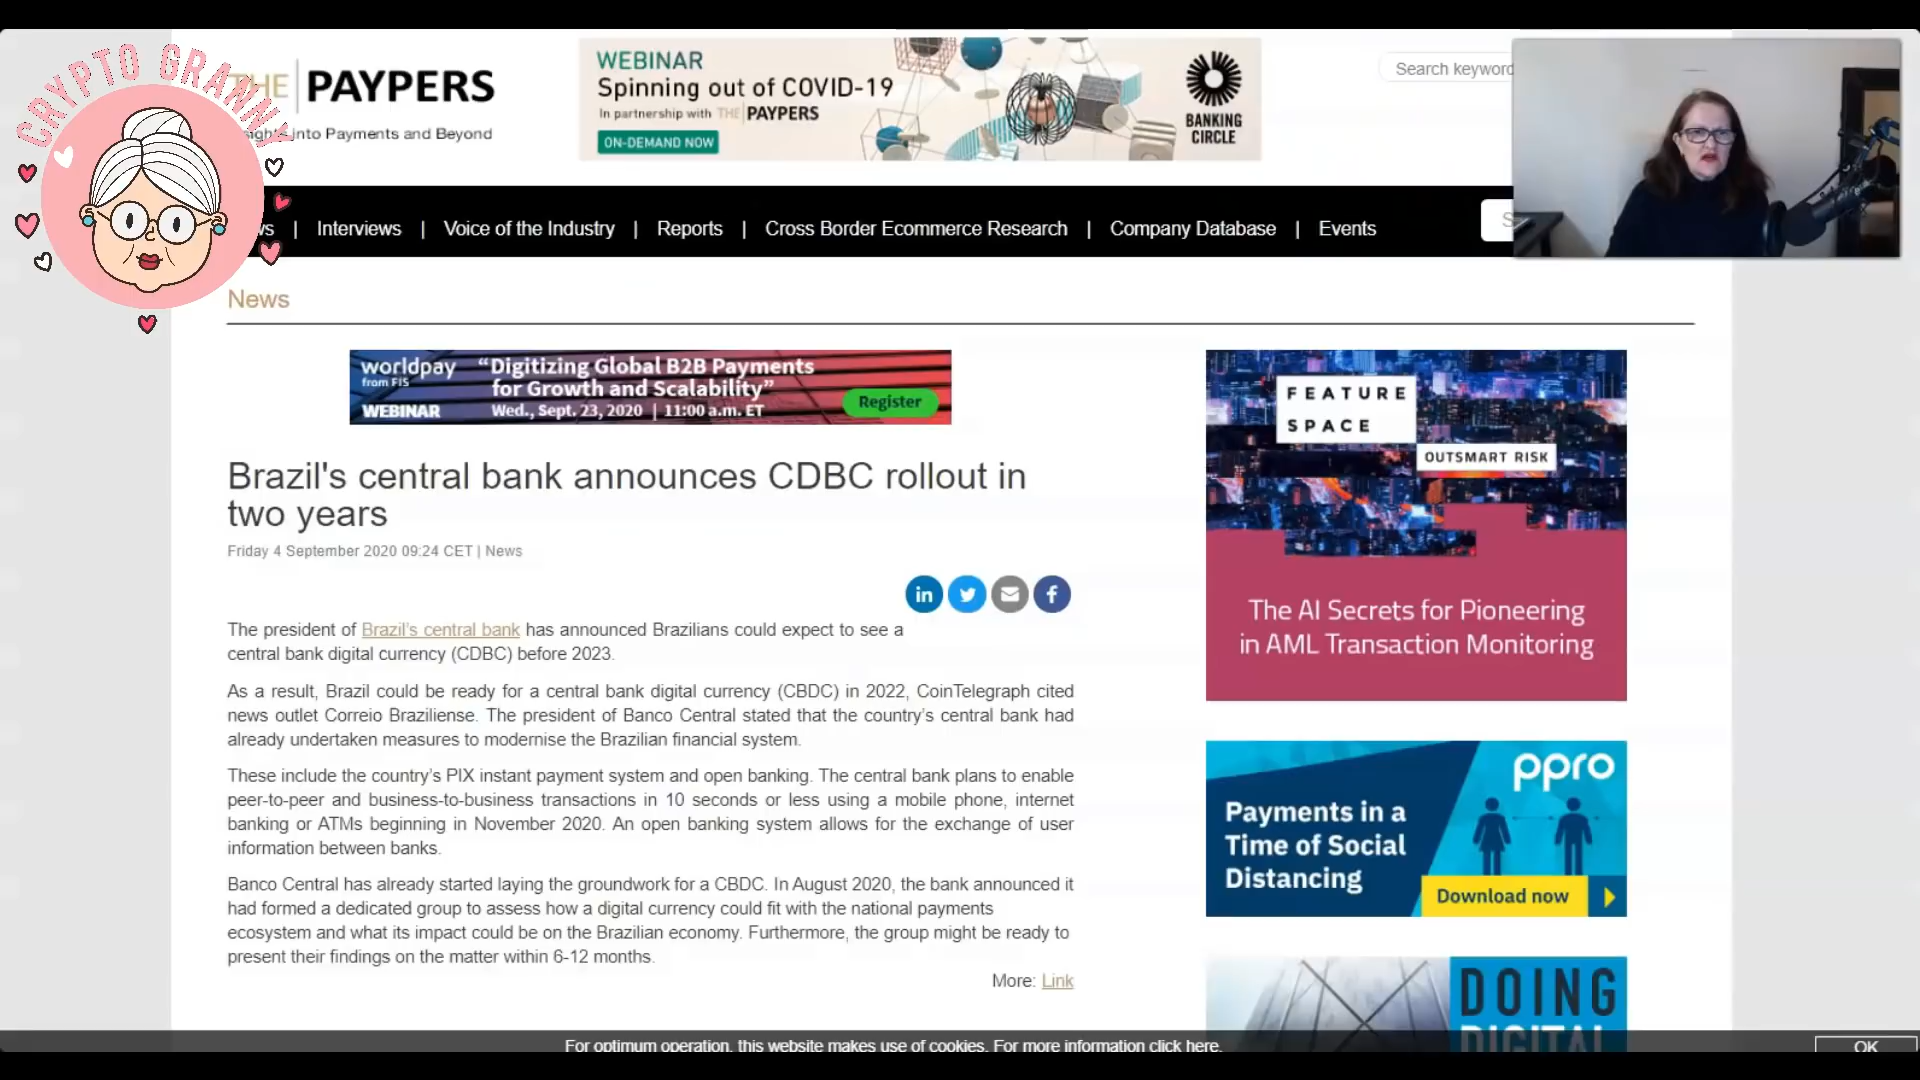 CRYPTO GRANNY
THE PAYPERS
into Payments and Beyond
WEBINAR
Spinning out of COVID-19
In partnership with THE PAYPERS
ON-DEMAND NOW
BANKING
CIRCLE
Search keyword
ws | Interviews | Voice of the Industry | Reports | Cross Border Ecommerce Research | Company Database | Events
S
News
worldpay
from FIS
WEBINAR
“Digitizing Global B2B Payments
for Growth and Scalability”
Wed., Sept. 23, 2020 | 11:00 a.m. ET
Register
Brazil's central bank announces CDBC rollout in
two years
Friday 4 September 2020 09:24 CET | News
in
f
The president of Brazil's central bank has announced Brazilians could expect to see a
central bank digital currency (CDBC) before 2023.
As a result, Brazil could be ready for a central bank digital currency (CBDC) in 2022, CoinTelegraph cited
news outlet Correio Braziliense. The president of Banco Central stated that the country's central bank had
already undertaken measures to modernise the Brazilian financial system.
These include the country's PIX instant payment system and open banking. The central bank plans to enable
peer-to-peer and business-to-business transactions in 10 seconds or less using a mobile phone, internet
banking or ATMs beginning in November 2020. An open banking system allows for the exchange of user
information between banks.
Banco Central has already started laying the groundwork for a CBDC. In August 2020, the bank announced it
had formed a dedicated group to assess how a digital currency could fit with the national payments
ecosystem and what its impact could be on the Brazilian economy. Furthermore, the group might be ready to
present their findings on the matter within 6-12 months.
More: Link
FEATURE
SPACE
OUTSMART RISK
The AI Secrets for Pioneering
in AML Transaction Monitoring
ppro
Payments in a
Time of Social
Distancing
Download now
DOING
DIGITAL
For optimum operation, this website makes use of cookies. For more information click here.
OK